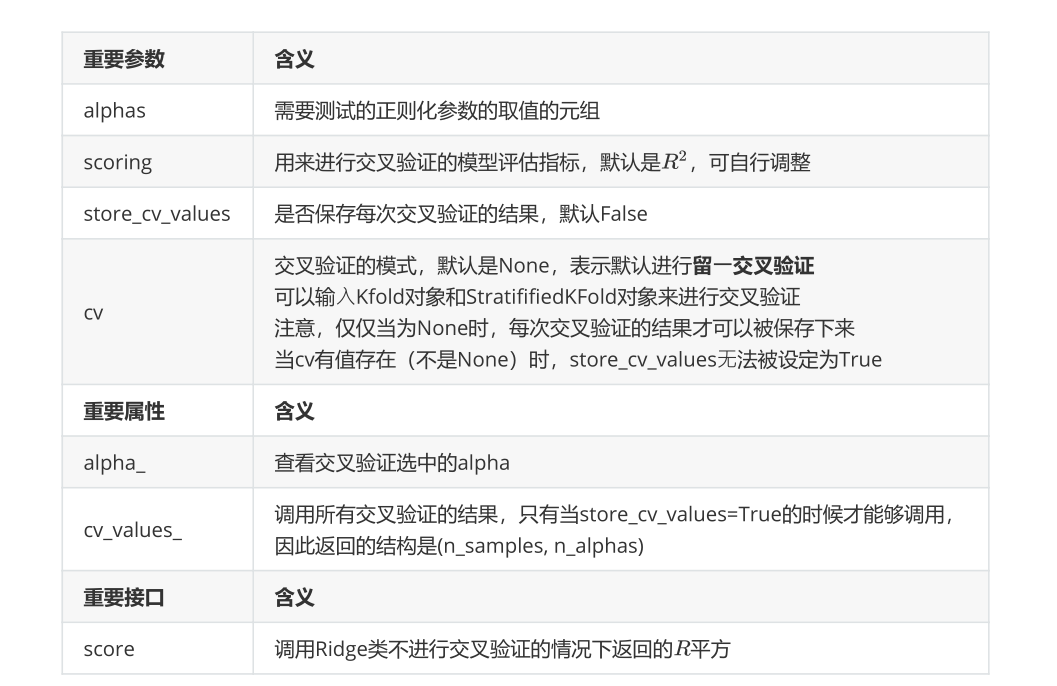 重要参数 含义
alphas 需要测试的正则化参数的取值的元组
scoring 用来进行交叉验证的模型评估指标，默认是R²，可自行调整
store_cv_values 是否保存每次交叉验证的结果，默认False
cv
交叉验证的模式，默认是None，表示默认进行留一交叉验证
可以输入Kfold对象和StratififiedKFold对象来进行交叉验证
注意，仅仅当为None时，每次交叉验证的结果才可以被保存下来
当cv有值存在（不是None）时，store_cv_values无法被设定为True
重要属性 含义
alpha_ 查看交叉验证选中的alpha
cv_values_
调用所有交叉验证的结果，只有当store_cv_values=True的时候才能够调用，
因此返回的结构是(n_samples, n_alphas)
重要接口 含义
score 调用Ridge类不进行交叉验证的情况下返回的R平方